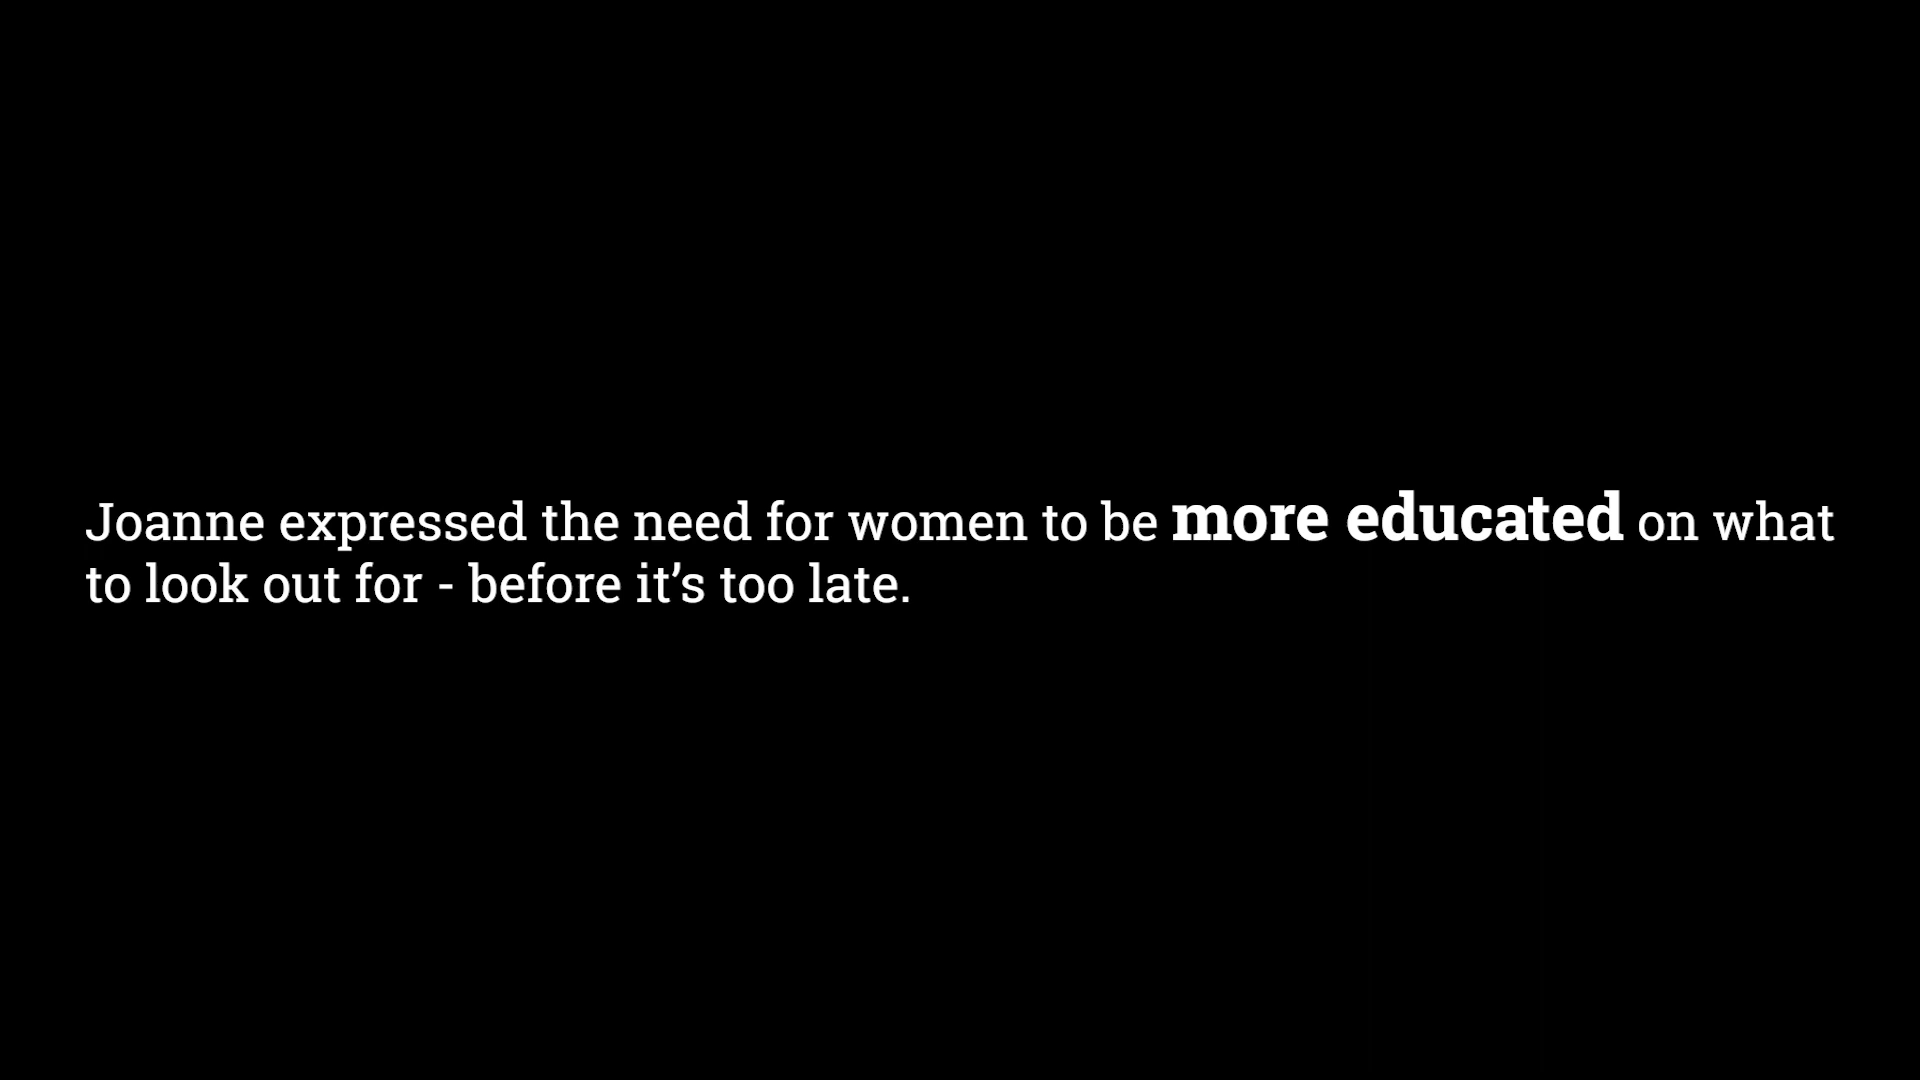 Joanne expressed the need for women to be more educated on what
to look out for - before it’s too late.